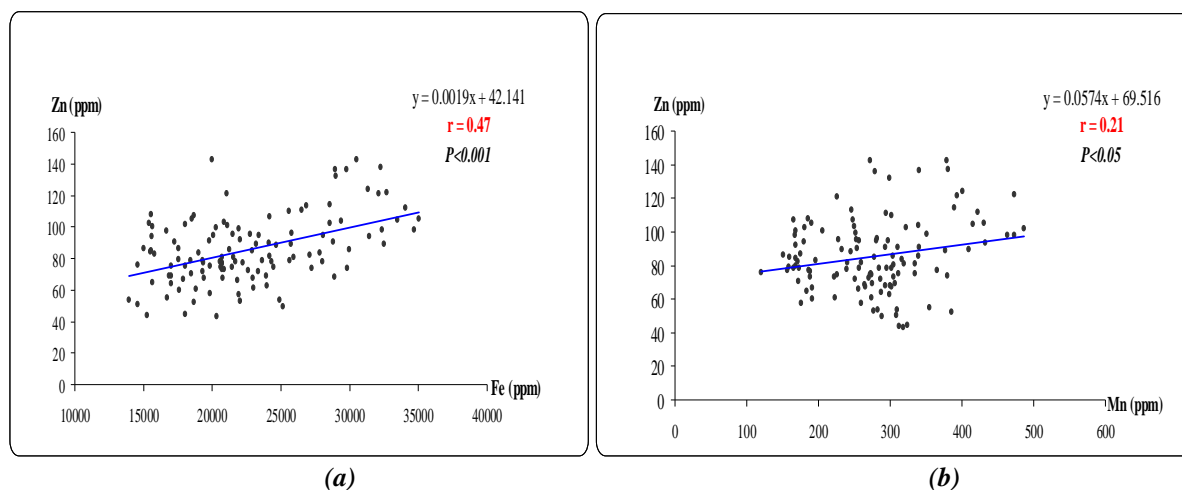 Zn (ppm)
y = 0.0019x + 42.141
r = 0.47
P<0.001
160
140
120
100
80
60
40
20
0
Fe (ppm)
10000 15000 20000 25000 30000 35000 40000
(a)
Zn (ppm)
y = 0.0574x + 69.516
r = 0.21
P<0.05
160
140
120
100
80
60
40
20
0
Mn (ppm)
0 100 200 300 400 500 600
(b)